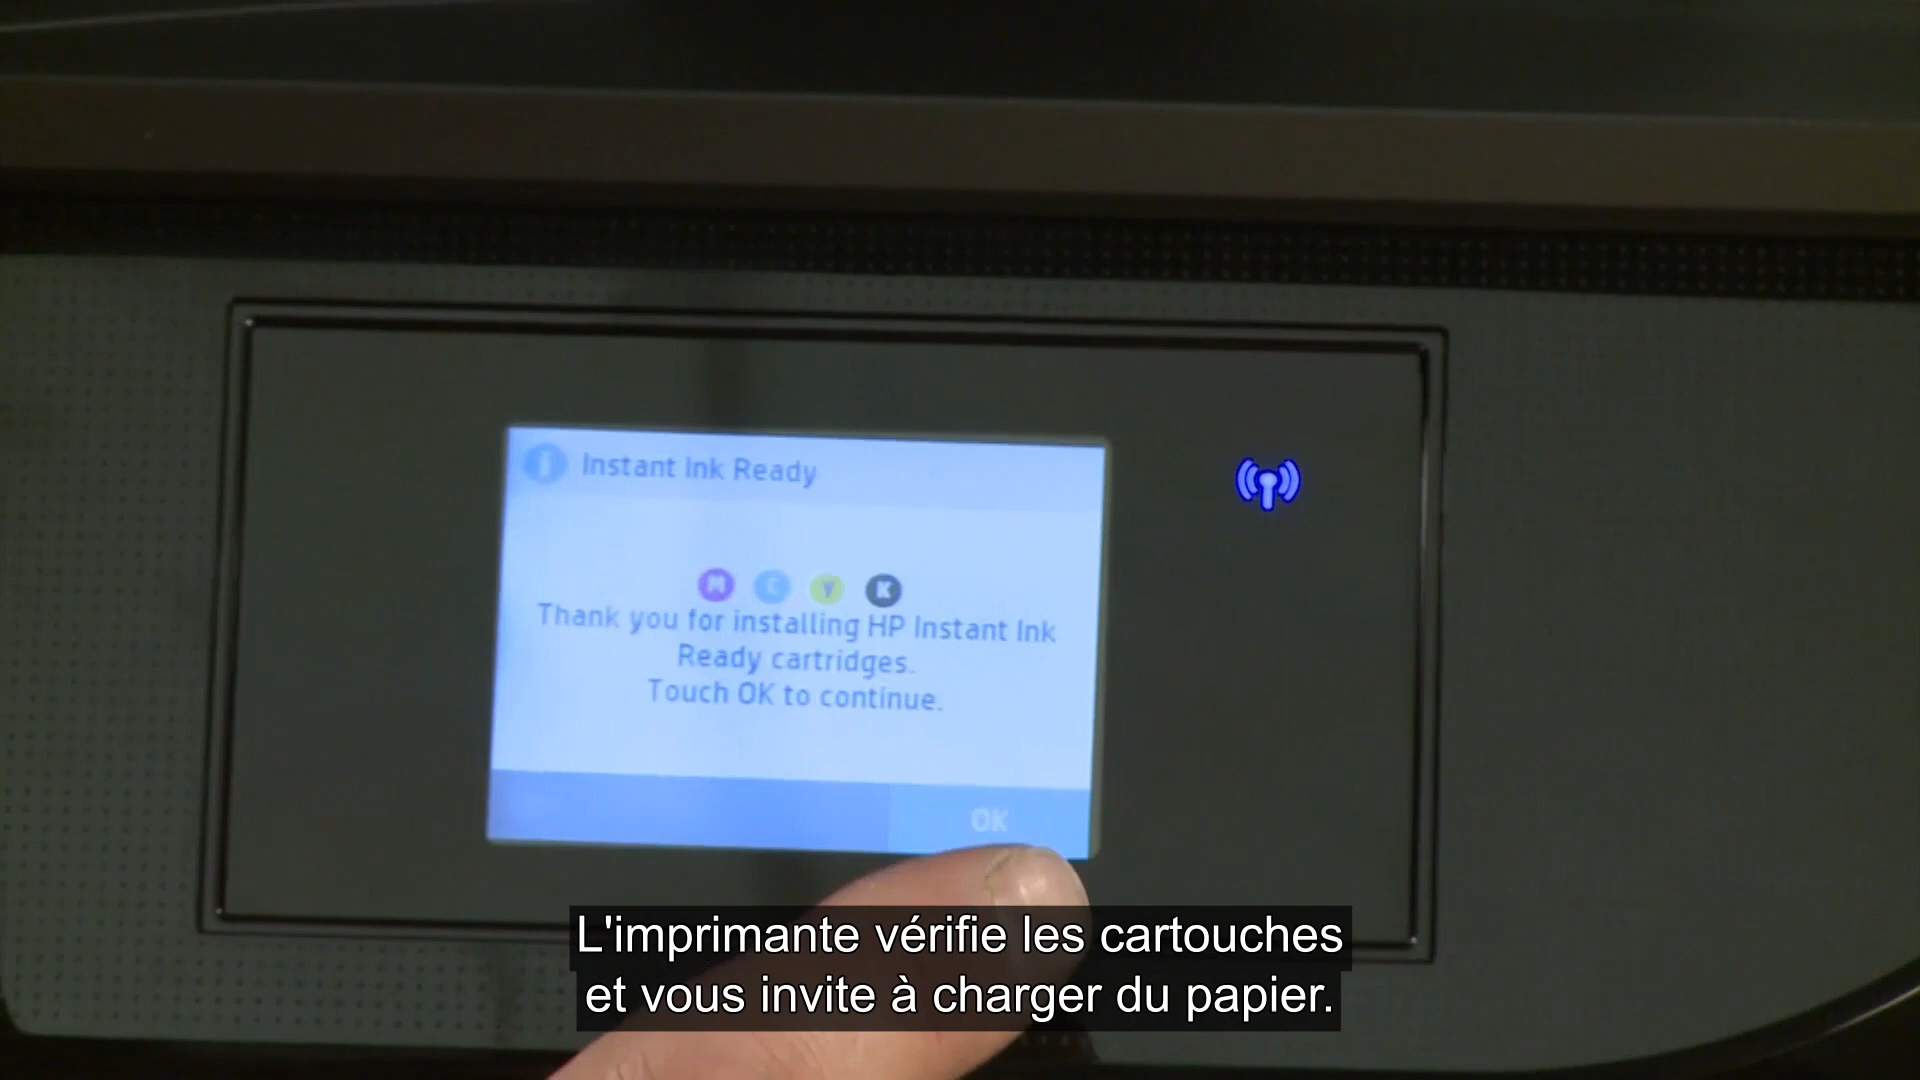 Instant Ink Ready
M C Y K
Thank you for installing HP Instant Ink
Ready cartridges.
Touch OK to continue.
OK
L'imprimante vérifie les cartouches
et vous invite à charger du papier.